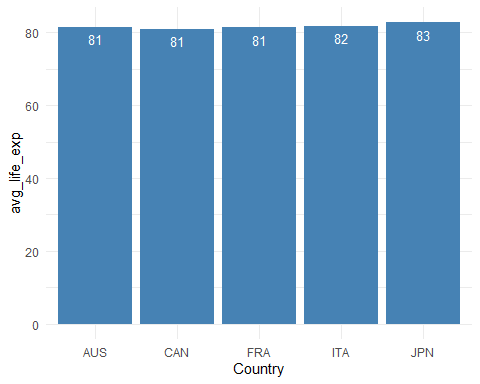 80
60
40
20
0
avg_life_exp
81
81
81
82
83
AUS
CAN
FRA
ITA
JPN
Country